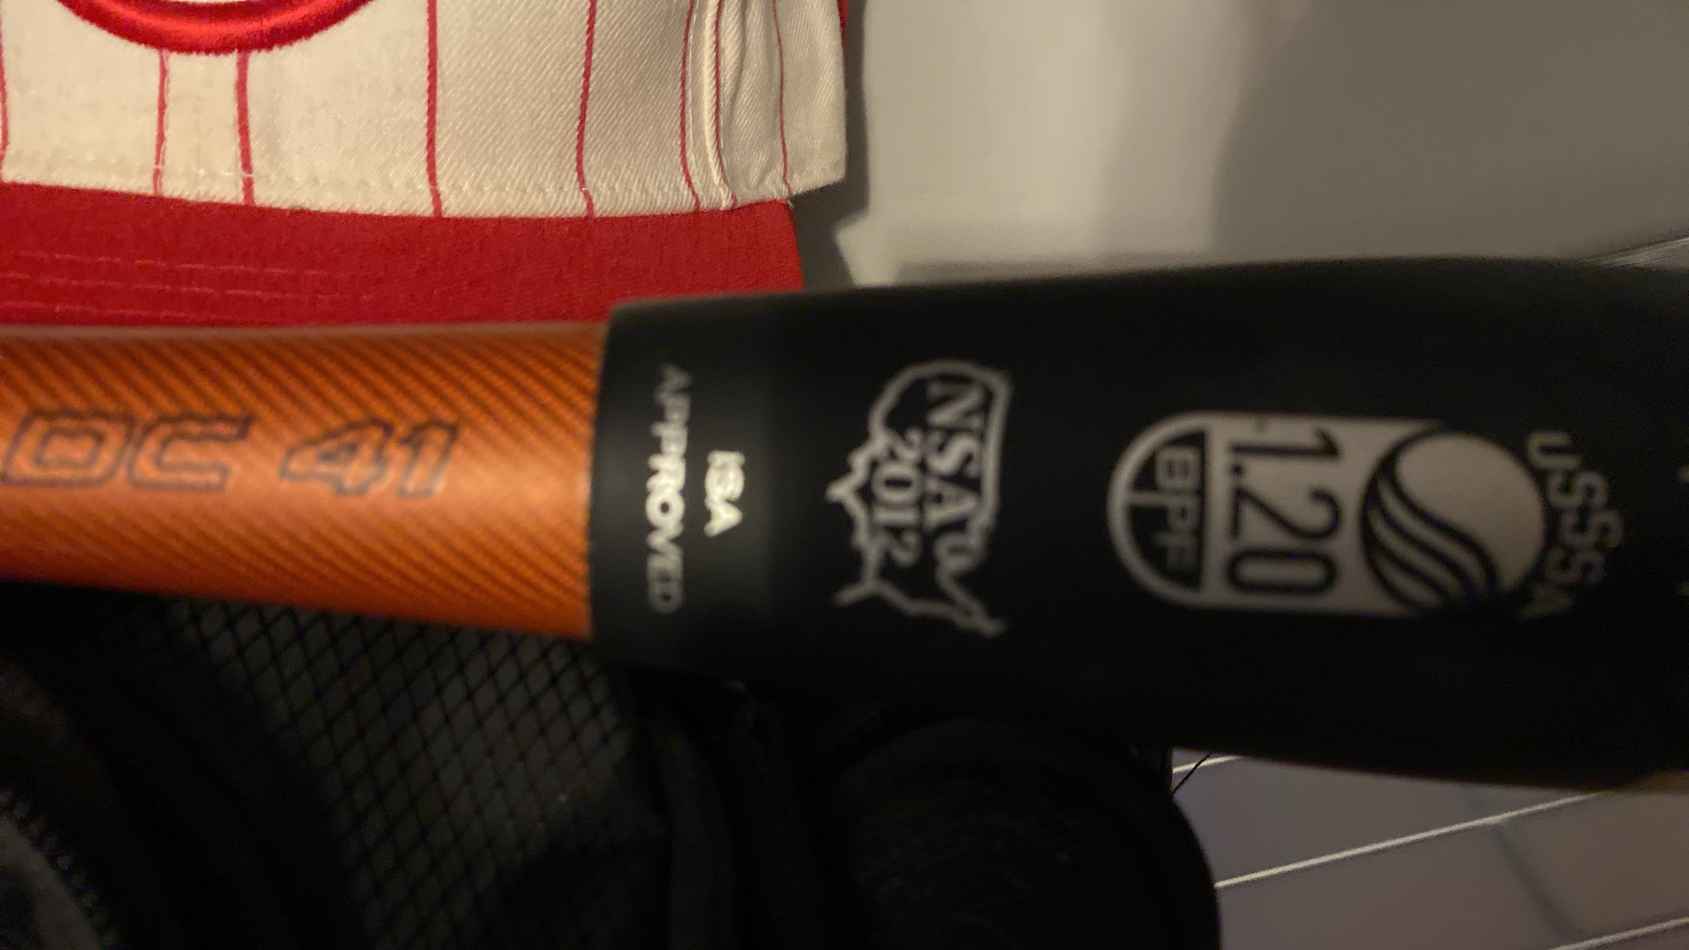 DC 41
ISA
APPROVED
NSA
2012
USSSA
1.20
BPF